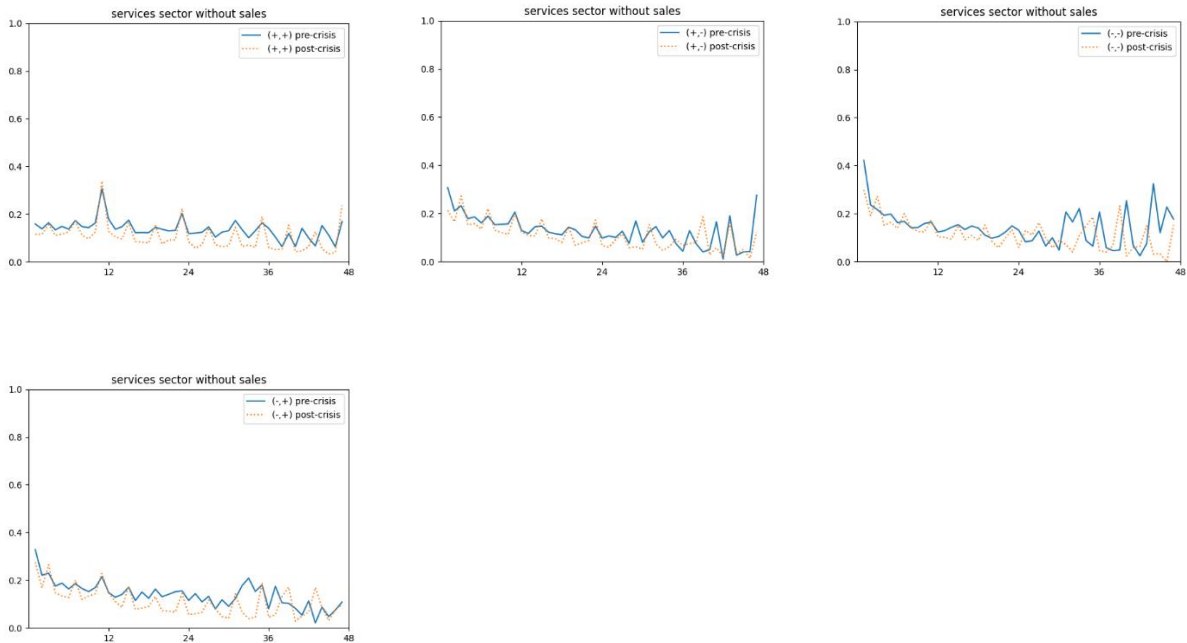 services sector without sales
1.0
(+,+) pre-crisis
(+,+) post-crisis
0.8
0.6
0.4
0.2
0.0
12 24 36 48
services sector without sales
1.0
(+,-) pre-crisis
(+,-) post-crisis
0.8
0.6
0.4
0.2
0.0
12 24 36 48
services sector without sales
1.0
(-,-) pre-crisis
(-,-) post-crisis
0.8
0.6
0.4
0.2
0.0
12 24 36 48
services sector without sales
1.0
(-,+) pre-crisis
(-,+) post-crisis
0.8
0.6
0.4
0.2
0.0
12 24 36 48